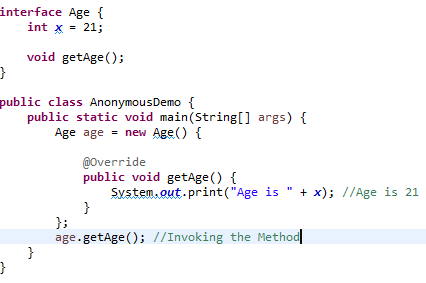 interface Age {
    int x = 21;

    void getAge();
}

public class AnonymousDemo {
    public static void main(String[] args) {
        Age age = new Age() {

            @Override
            public void getAge() {
                System.out.print("Age is " + x); //Age is 21
            }
        };
        age.getAge(); //Invoking the Method
    }
}